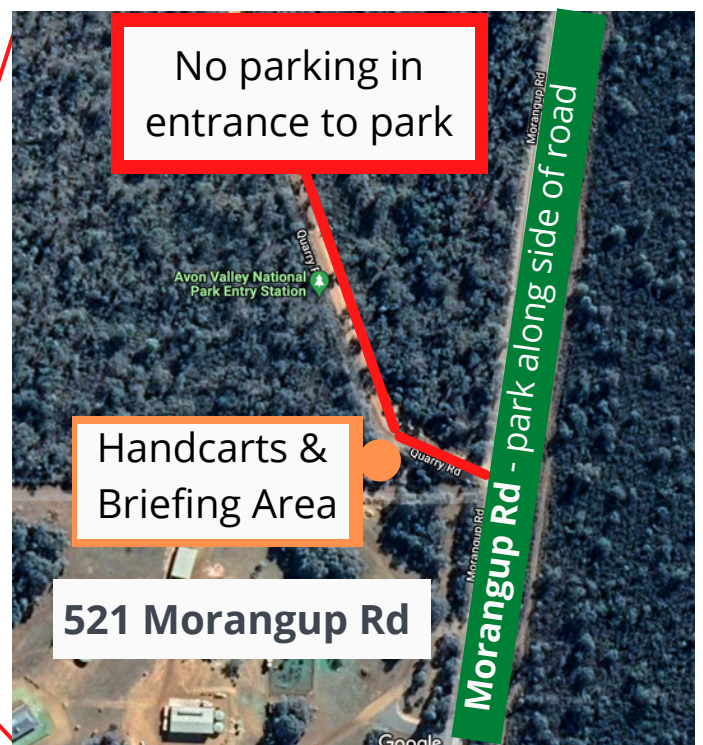 No parking in
entrance to park
Morangup Rd
Morangup Rd - park along side of road
Quarry R
Avon Valley National
Park Entry Station
Handcarts &
Briefing Area
Quarry Rd
Morangup Rd
521 Morangup Rd
Google